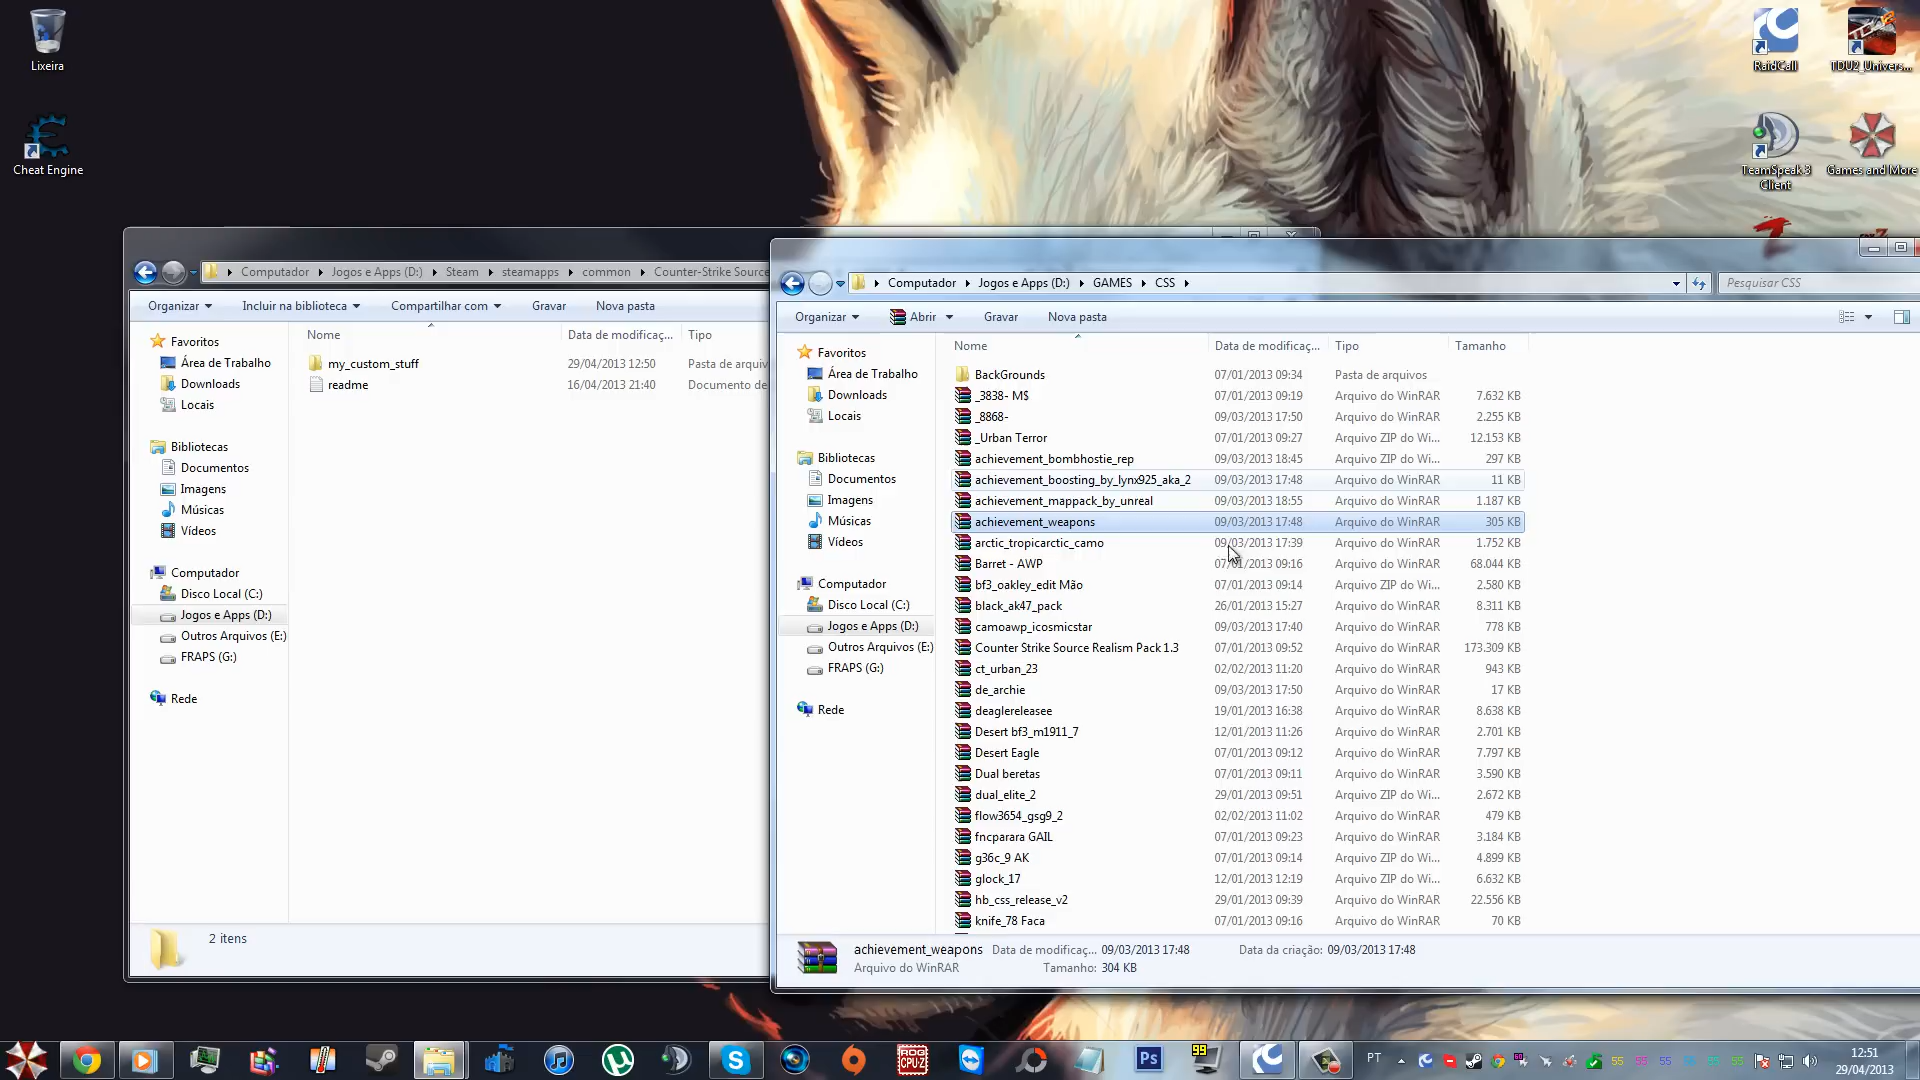 Lixeira
Cheat Engine
RaidCall
TDU2_Univers...
TeamSpeak 3 Client
Games and More
Computador Jogos e Apps (D:) Steam steamapps common Counter-Strike Source
Organizar Incluir na biblioteca Compartilhar com Gravar Nova pasta
Nome Data de modificaç... Tipo
my_custom_stuff 29/04/2013 12:50 Pasta de arquiv
readme 16/04/2013 21:40 Documento de
Favoritos
Área de Trabalho
Downloads
Locais
Bibliotecas
Documentos
Imagens
Músicas
Vídeos
Computador
Disco Local (C:)
Jogos e Apps (D:)
Outros Arquivos (E:)
FRAPS (G:)
Rede
2 itens
Computador Jogos e Apps (D:) GAMES CSS
Pesquisar CSS
Organizar Abrir Gravar Nova pasta
Favoritos
Área de Trabalho
Downloads
Locais
Bibliotecas
Documentos
Imagens
Músicas
Vídeos
Computador
Disco Local (C:)
Jogos e Apps (D:)
Outros Arquivos (E:)
FRAPS (G:)
Rede
Nome Data de modificaç... Tipo Tamanho
BackGrounds 07/01/2013 09:34 Pasta de arquivos
_3838- M$ 07/01/2013 09:19 Arquivo do WinRAR 7.632 KB
_8868- 09/03/2013 17:50 Arquivo do WinRAR 2.255 KB
_Urban Terror 07/01/2013 09:27 Arquivo ZIP do Wi... 12.153 KB
achievement_bombhostie_rep 09/03/2013 18:45 Arquivo ZIP do Wi... 297 KB
achievement_boosting_by_lynx925_aka_2 09/03/2013 17:48 Arquivo do WinRAR 11 KB
achievement_mappack_by_unreal 09/03/2013 18:55 Arquivo do WinRAR 1.187 KB
achievement_weapons 09/03/2013 17:48 Arquivo do WinRAR 305 KB
arctic_tropicarctic_camo 09/03/2013 17:39 Arquivo do WinRAR 1.752 KB
Barret - AWP 07/01/2013 09:16 Arquivo do WinRAR 68.044 KB
bf3_oakley_edit Mão 07/01/2013 09:14 Arquivo ZIP do Wi... 2.580 KB
black_ak47_pack 26/01/2013 15:27 Arquivo do WinRAR 8.311 KB
camoawp_icosmicstar 09/03/2013 17:40 Arquivo do WinRAR 778 KB
Counter Strike Source Realism Pack 1.3 07/01/2013 09:52 Arquivo do WinRAR 173.309 KB
ct_urban_23 02/02/2013 11:20 Arquivo do WinRAR 943 KB
de_archie 09/03/2013 17:50 Arquivo do WinRAR 17 KB
deaglereleasee 19/01/2013 16:38 Arquivo do WinRAR 8.638 KB
Desert bf3_m1911_7 12/01/2013 11:26 Arquivo do WinRAR 2.701 KB
Desert Eagle 07/01/2013 09:12 Arquivo do WinRAR 7.797 KB
Dual beretas 07/01/2013 09:11 Arquivo do WinRAR 3.590 KB
dual_elite_2 29/01/2013 09:51 Arquivo ZIP do Wi... 2.672 KB
flow3654_gsg9_2 02/02/2013 11:02 Arquivo ZIP do Wi... 479 KB
fncparara GAIL 07/01/2013 09:23 Arquivo do WinRAR 3.184 KB
g36c_9 AK 07/01/2013 09:14 Arquivo ZIP do Wi... 4.899 KB
glock_17 12/01/2013 12:19 Arquivo ZIP do Wi... 6.632 KB
hb_css_release_v2 29/01/2013 09:39 Arquivo do WinRAR 22.556 KB
knife_78 Faca 07/01/2013 09:16 Arquivo do WinRAR 70 KB
achievement_weapons Data de modificaç... 09/03/2013 17:48 Data da criação: 09/03/2013 17:48
Arquivo do WinRAR Tamanho: 304 KB
ROG CPU-Z
Ps
99
PT
55 55 55 55 55 55
12:51
29/04/2013